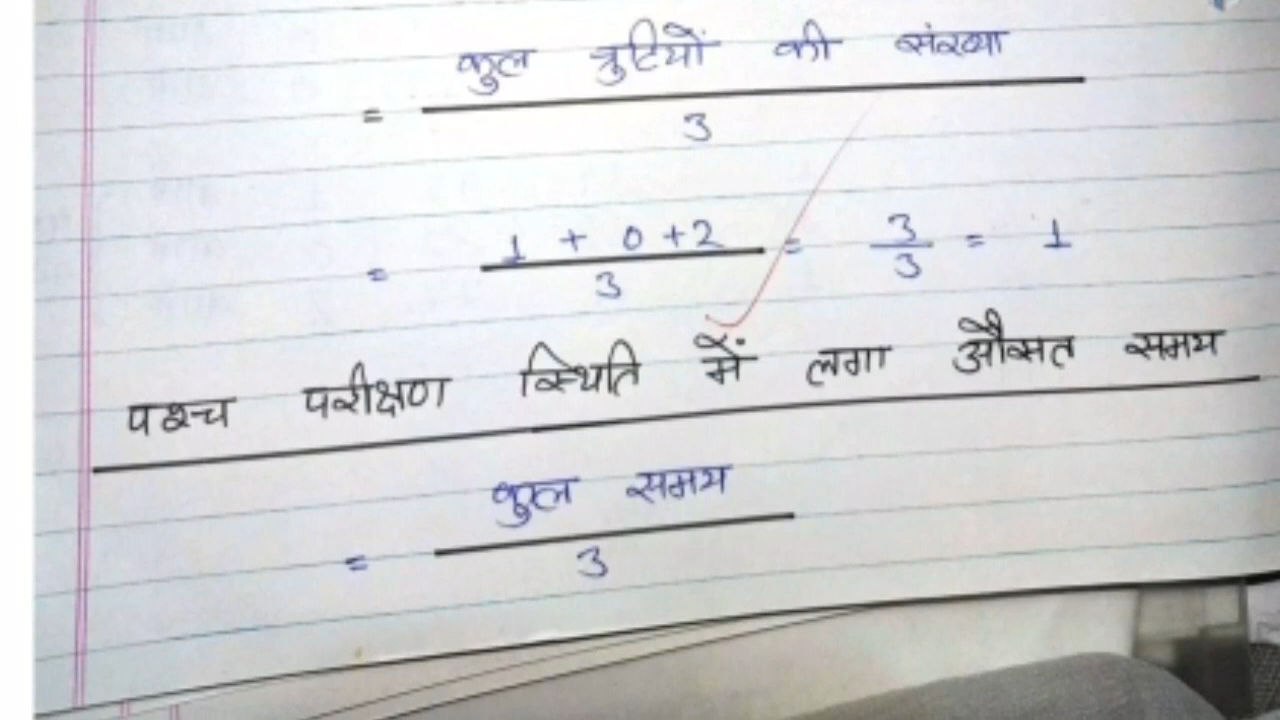 कुल त्रुटियों की संख्या
= ―――
3
= 1 + 0 + 2 / 3 = 3 / 3 = 1
पश्च परीक्षण स्थिति में लगा औसत समय
कुल समय
= ―――
3